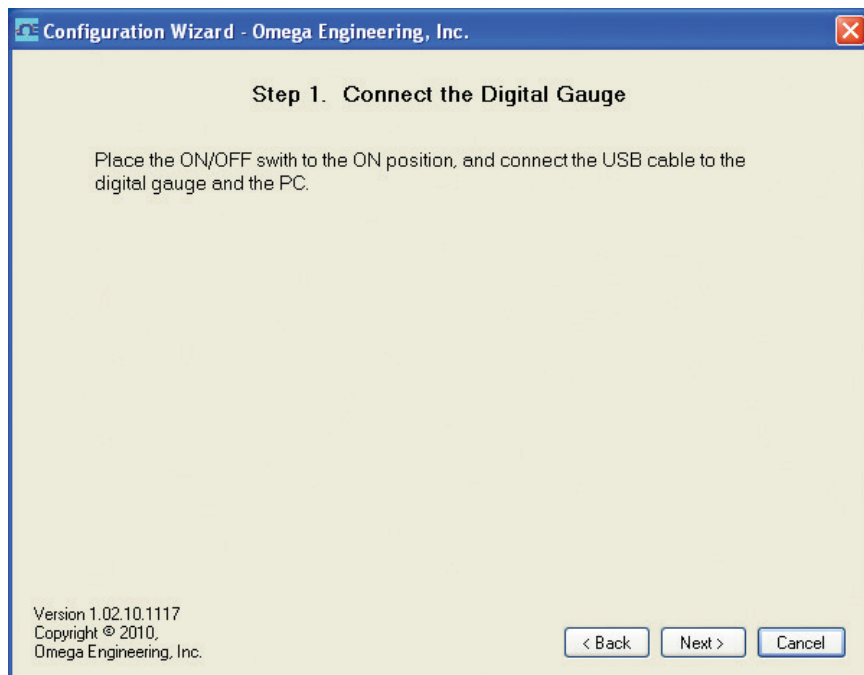 Configuration Wizard - Omega Engineering, Inc.
Step 1. Connect the Digital Gauge
Place the ON/OFF swith to the ON position, and connect the USB cable to the
digital gauge and the PC.
Version 1.02.10.1117
Copyright © 2010,
Omega Engineering, Inc.
< Back Next > Cancel